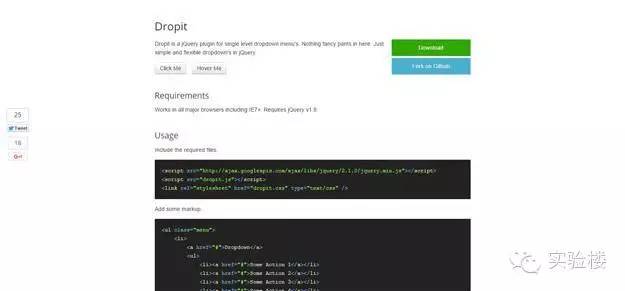 Dropit
Dropit is a jQuery plugin for single level dropdown menu's. Nothing fancy pants in here. Just
simple and flexible dropdown's in jQuery.
Download
Fork on Github
Click Me
Hover Me
Requirements
Works in all major browsers including IE7+. Requires jQuery v1.8
25
Tweet
16
Usage
Include the required files.
<script src="http://ajax.googleapis.com/ajax/libs/jquery/2.1.0/jquery.min.js"></script>
<script src="dropit.js"></script>
<link rel="stylesheet" href="dropit.css" type="text/css" />
Add some markup.
<ul class="menu">
<li>
<a href="#">Dropdown</a>
<ul>
<li><a href="#">Some Action 1</a></li>
<li><a href="#">Some Action 2</a></li>
<li><a href="#">Some Action 3</a></li>
实验楼